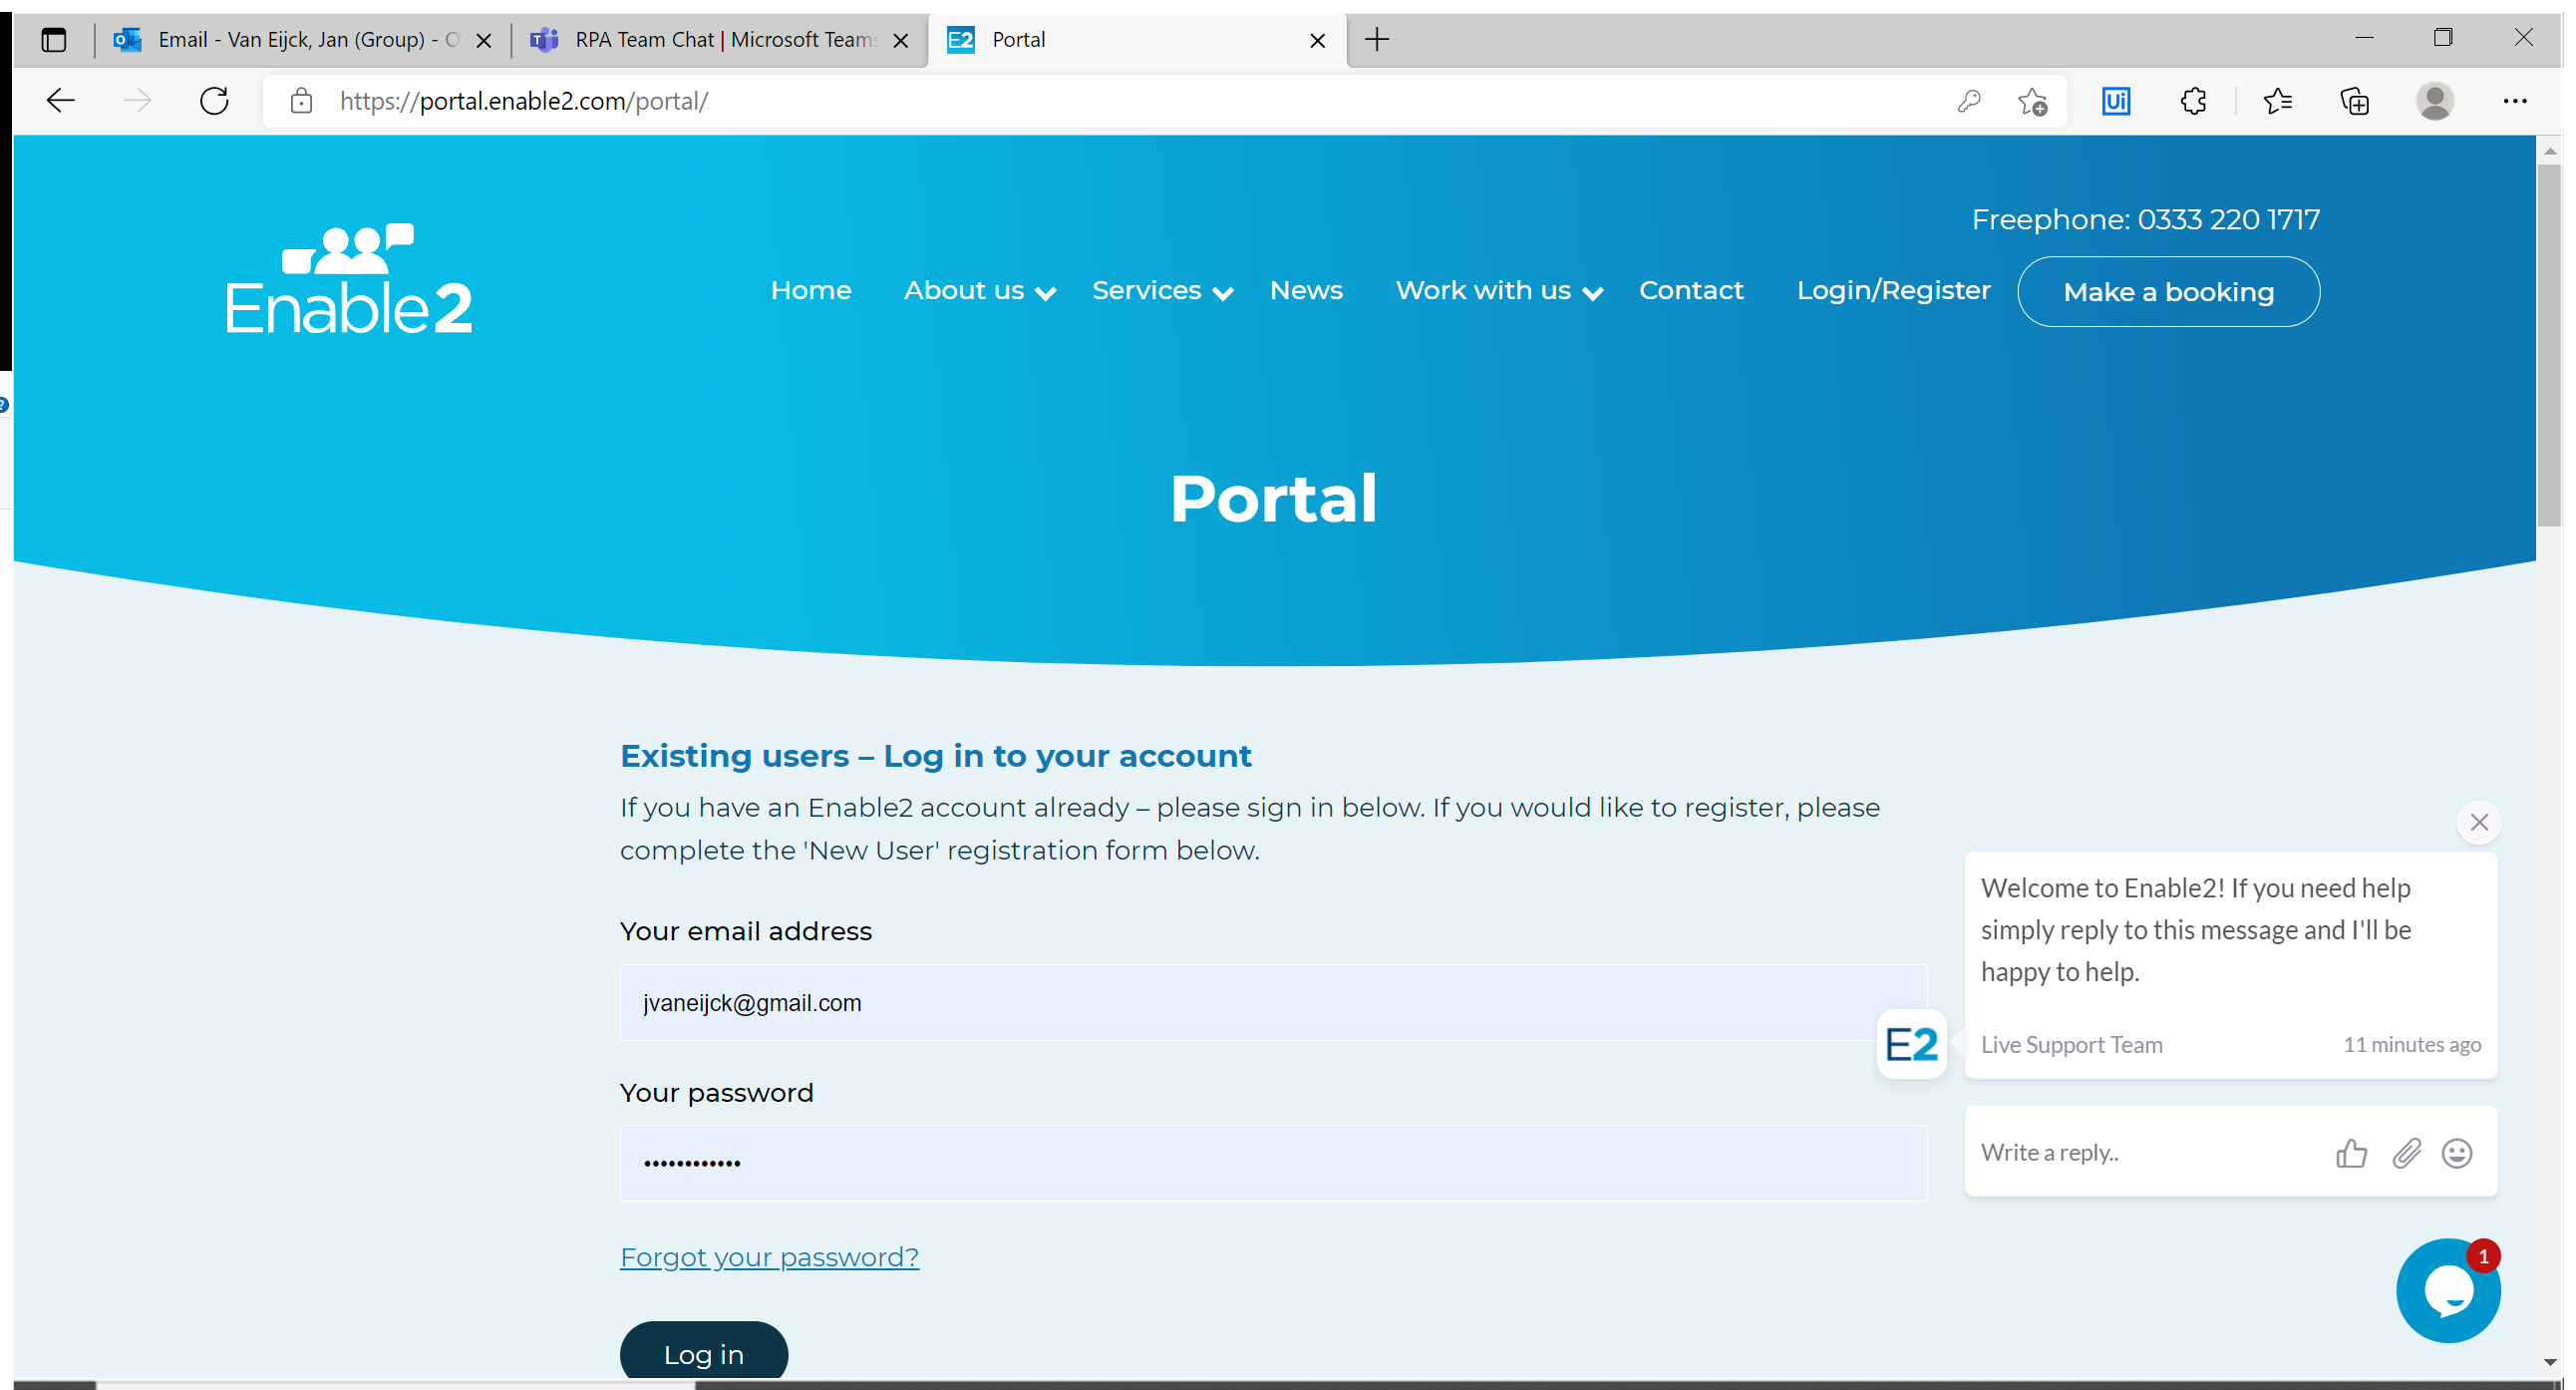 Email - Van Eijck, Jan (Group) - O
RPA Team Chat | Microsoft Teams
E2 Portal
https://portal.enable2.com/portal/
Ui
Freephone: 0333 220 1717
Enable2
Home
About us
Services
News
Work with us
Contact
Login/Register
Make a booking
Portal
Existing users – Log in to your account
If you have an Enable2 account already – please sign in below. If you would like to register, please
complete the 'New User' registration form below.
Your email address
jvaneijck@gmail.com
Your password
••••••••••••
Forgot your password?
Log in
Welcome to Enable2! If you need help
simply reply to this message and I'll be
happy to help.
E2
Live Support Team
11 minutes ago
Write a reply..
1